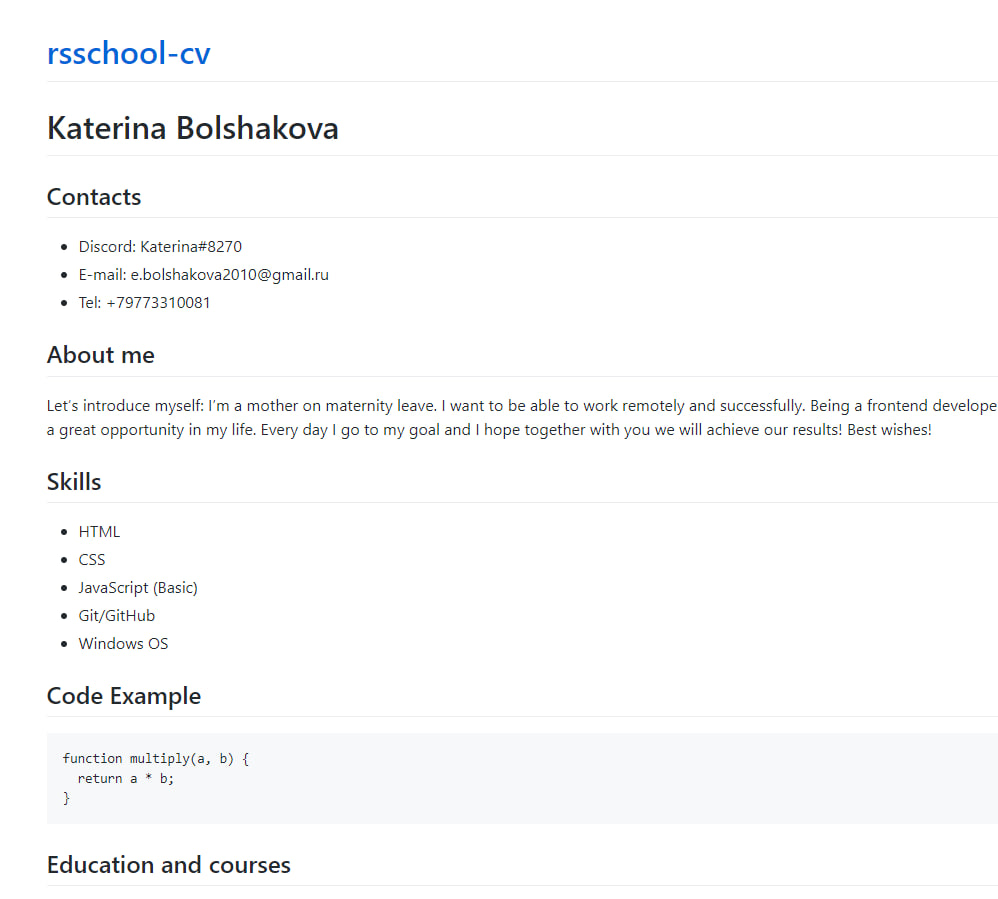 rsschool-cv
Katerina Bolshakova
Contacts
Discord: Katerina#8270
E-mail: e.bolshakova2010@gmail.ru
Tel: +79773310081
About me
Let's introduce myself: I'm a mother on maternity leave. I want to be able to work remotely and successfully. Being a frontend develope
a great opportunity in my life. Every day I go to my goal and I hope together with you we will achieve our results! Best wishes!
Skills
HTML
CSS
JavaScript (Basic)
Git/GitHub
Windows OS
Code Example
function multiply(a, b) {
  return a * b;
}
Education and courses